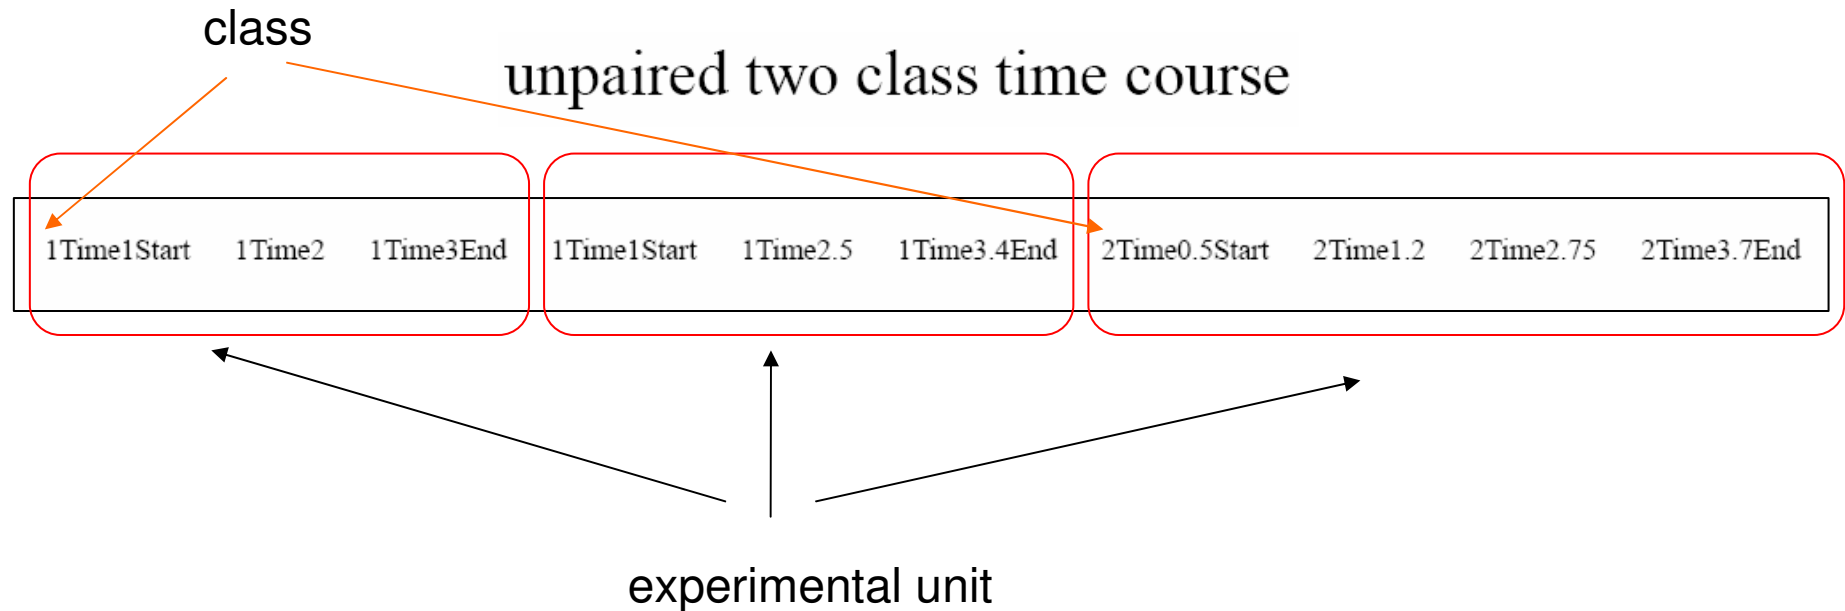 class
unpaired two class time course
1Time1Start 1Time2 1Time3End 1Time1Start 1Time2.5 1Time3.4End 2Time0.5Start 2Time1.2 2Time2.75 2Time3.7End
experimental unit